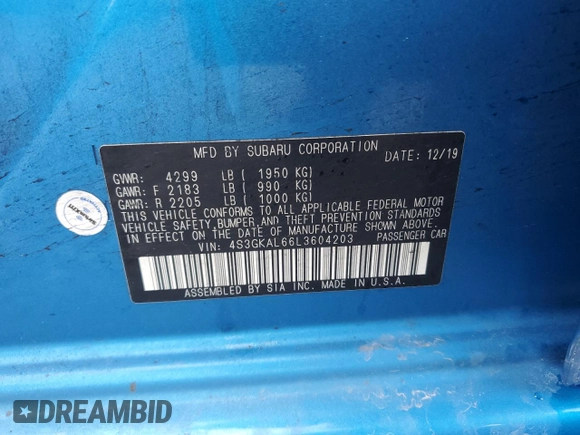 MFD BY SUBARU CORPORATION
DATE: 12/19
GVWR: 4299 LB ( 1950 KG)
GAWR: F 2183 LB ( 990 KG)
GAWR: R 2205 LB ( 1000 KG)
THIS VEHICLE CONFORMS TO ALL APPLICABLE FEDERAL MOTOR
VEHICLE SAFETY, BUMPER, AND THEFT PREVENTION STANDARDS
IN EFFECT ON THE DATE OF MANUFACTURE SHOWN ABOVE.
VIN: 4S3GKAL66L3604203 PASSENGER CAR
ASSEMBLED BY SIA INC. MADE IN U.S.A.
DREAMBID